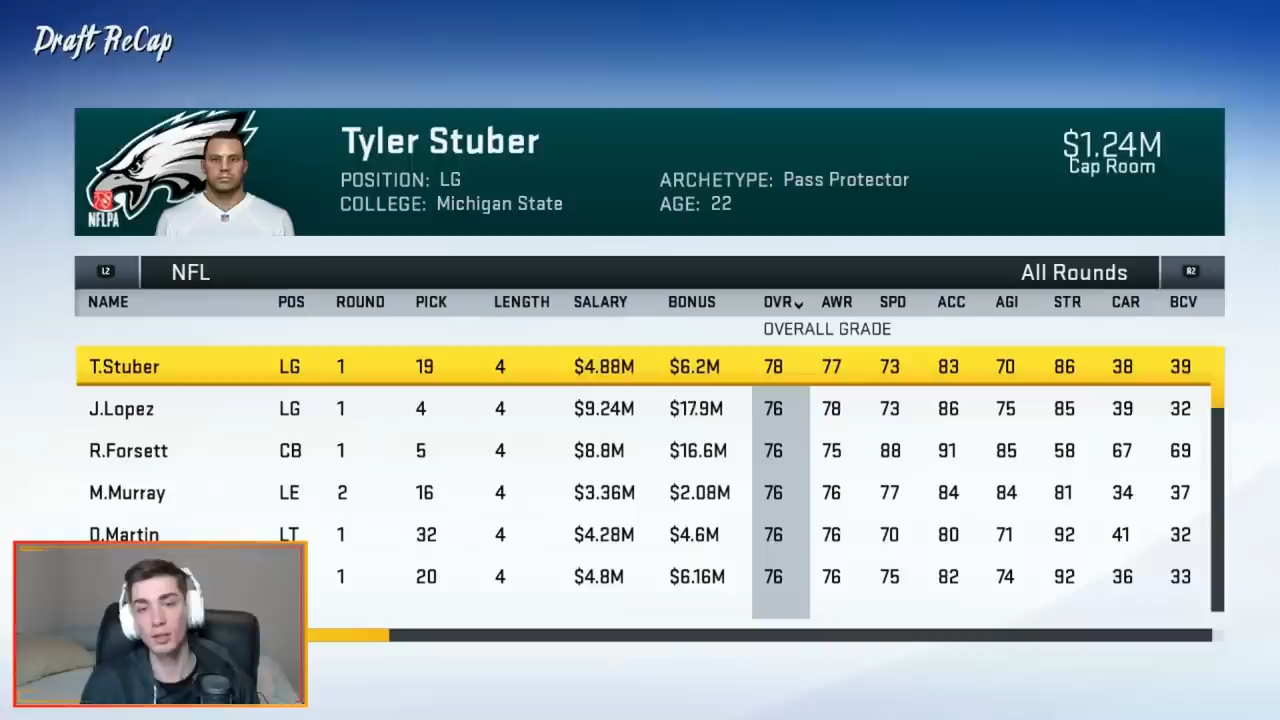 Draft ReCap
Tyler Stuber
POSITION: LG
COLLEGE: Michigan State
ARCHETYPE: Pass Protector
AGE: 22
$1.24M
Cap Room
NFLPA
L2 NFL All Rounds R2
NAME POS ROUND PICK LENGTH SALARY BONUS OVR AWR SPD ACC AGI STR CAR BCV
OVERALL GRADE
T.Stuber LG 1 19 4 $4.88M $6.2M 78 77 73 83 70 86 38 39
J.Lopez LG 1 4 4 $9.24M $17.9M 76 78 73 86 75 85 39 32
R.Forsett CB 1 5 4 $8.8M $16.6M 76 75 88 91 85 58 67 69
M.Murray LE 2 16 4 $3.36M $2.08M 76 76 77 84 84 81 34 37
D.Martin LT 1 32 4 $4.28M $4.6M 76 76 70 80 71 92 41 32
1 20 4 $4.8M $6.16M 76 76 75 82 74 92 36 33